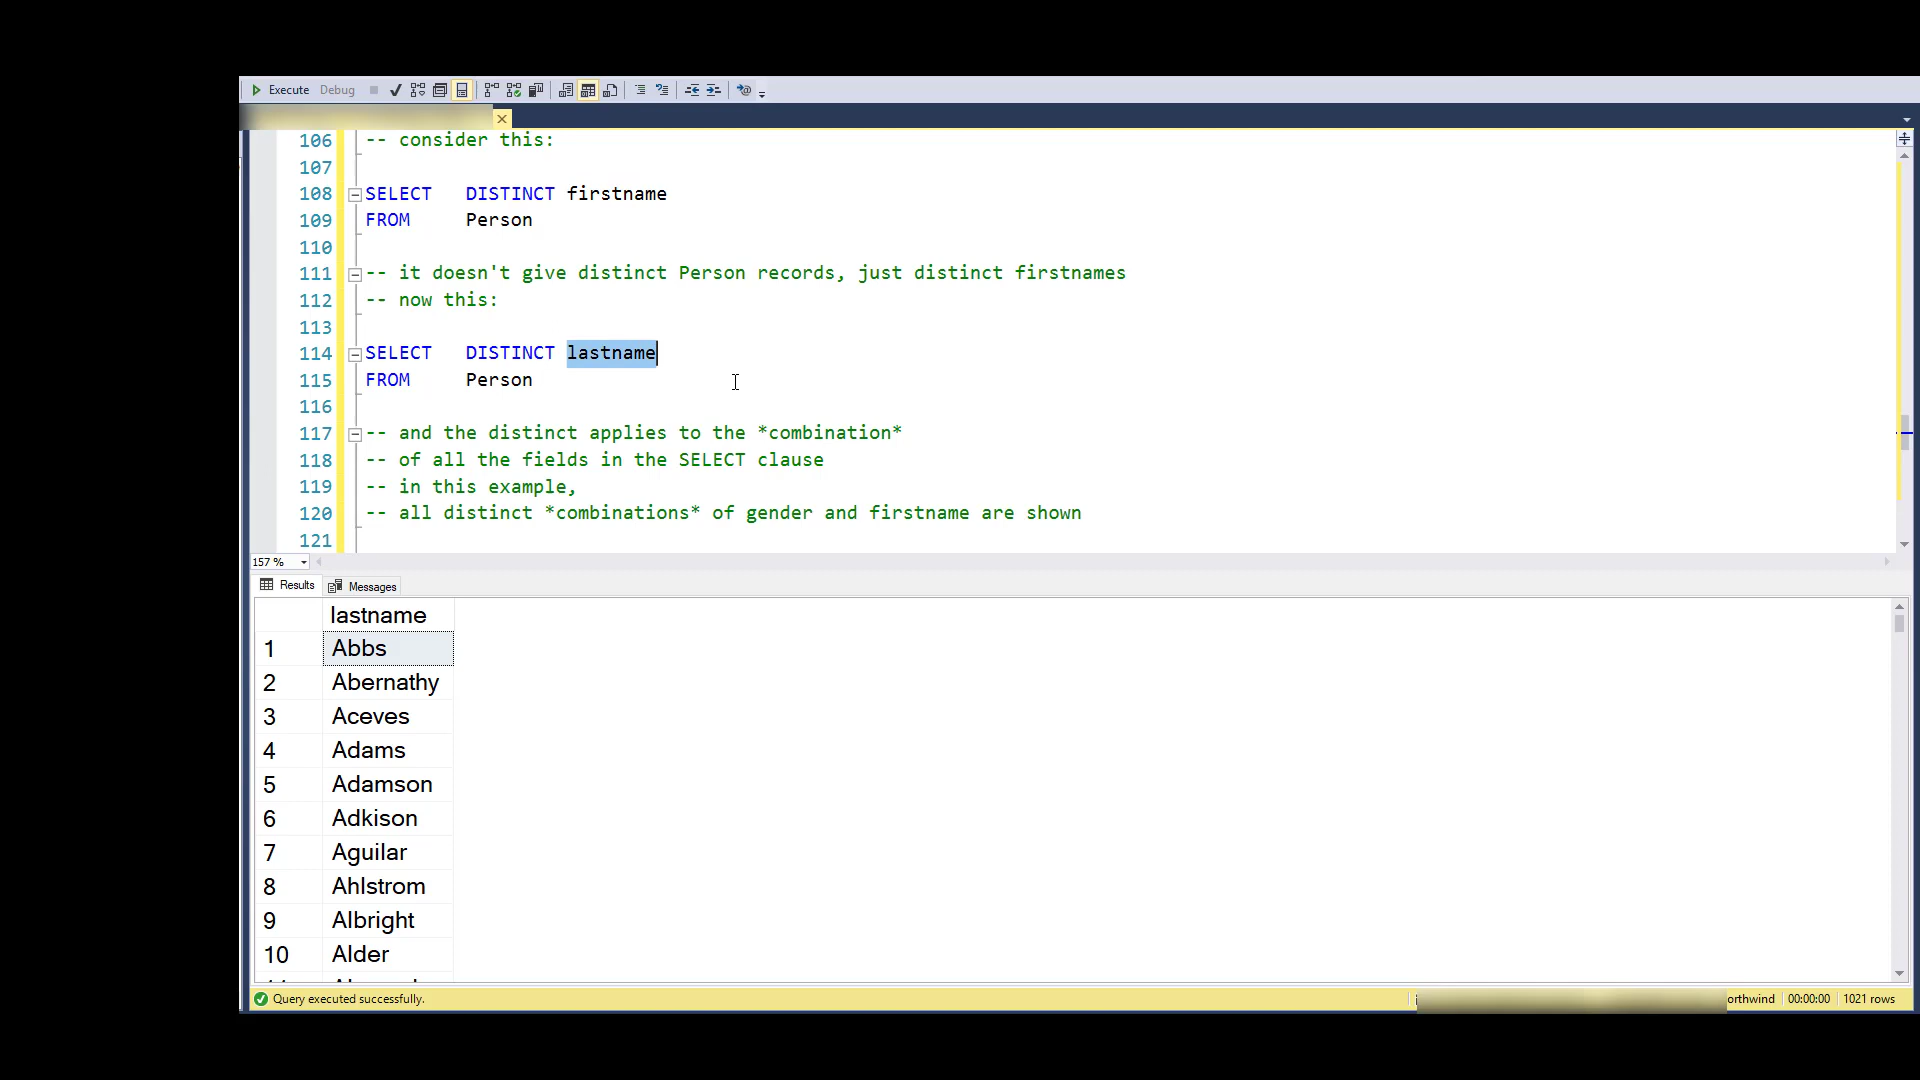 Execute Debug
106 -- consider this:
107
108 SELECT DISTINCT firstname
109 FROM Person
110
111 -- it doesn't give distinct Person records, just distinct firstnames
112 -- now this:
113
114 SELECT DISTINCT lastname
115 FROM Person
116
117 -- and the distinct applies to the *combination*
118 -- of all the fields in the SELECT clause
119 -- in this example,
120 -- all distinct *combinations* of gender and firstname are shown
121
157 %
Results Messages
lastname
1 Abbs
2 Abernathy
3 Aceves
4 Adams
5 Adamson
6 Adkison
7 Aguilar
8 Ahlstrom
9 Albright
10 Alder
Query executed successfully. orthwind 00:00:00 1021 rows